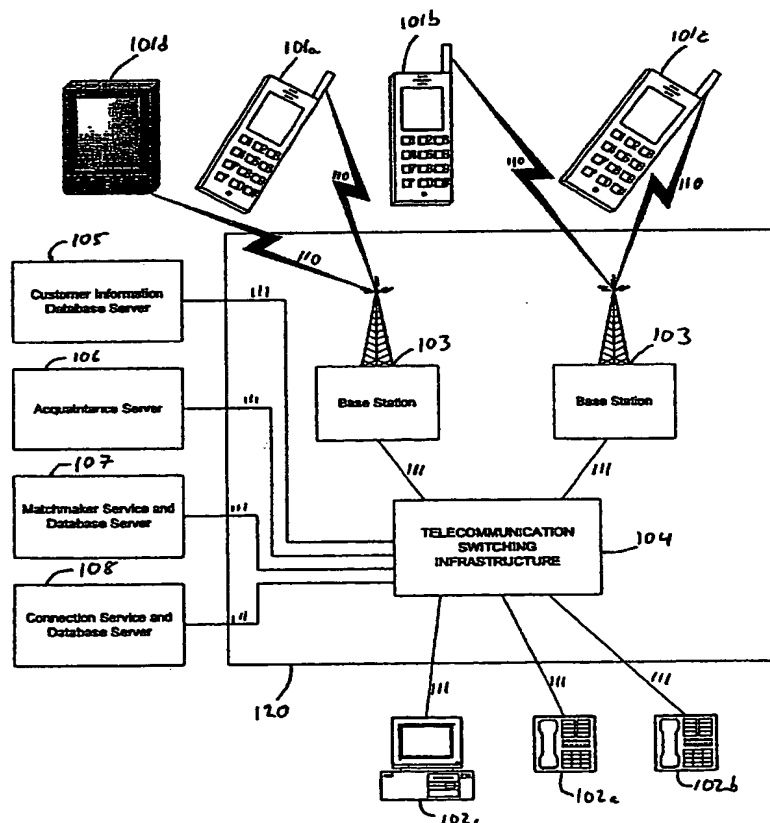 101d
101a
101b
101c
110
110
110
110
105
Customer Information
Database Server
111
106
Acquaintance Server
111
107
Matchmaker Service and
Database Server
111
108
Connection Service and
Database Server
111
103
Base Station
103
Base Station
111
111
TELECOMMUNICATION
SWITCHING
INFRASTRUCTURE
104
120
111
111
111
102a
102b